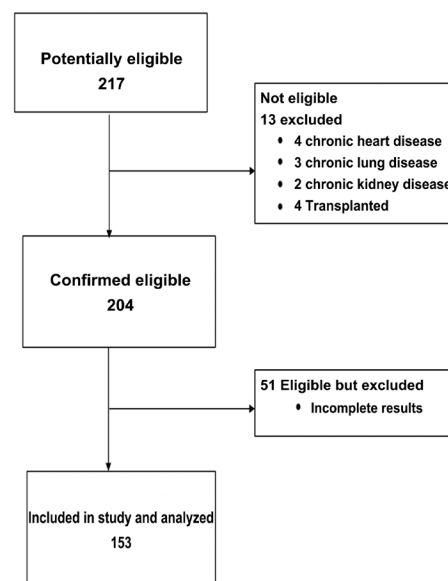 Potentially eligible
217
Not eligible
13 excluded
• 4 chronic heart disease
• 3 chronic lung disease
• 2 chronic kidney disease
• 4 Transplanted
Confirmed eligible
204
51 Eligible but excluded
• Incomplete results
Included in study and analyzed
153